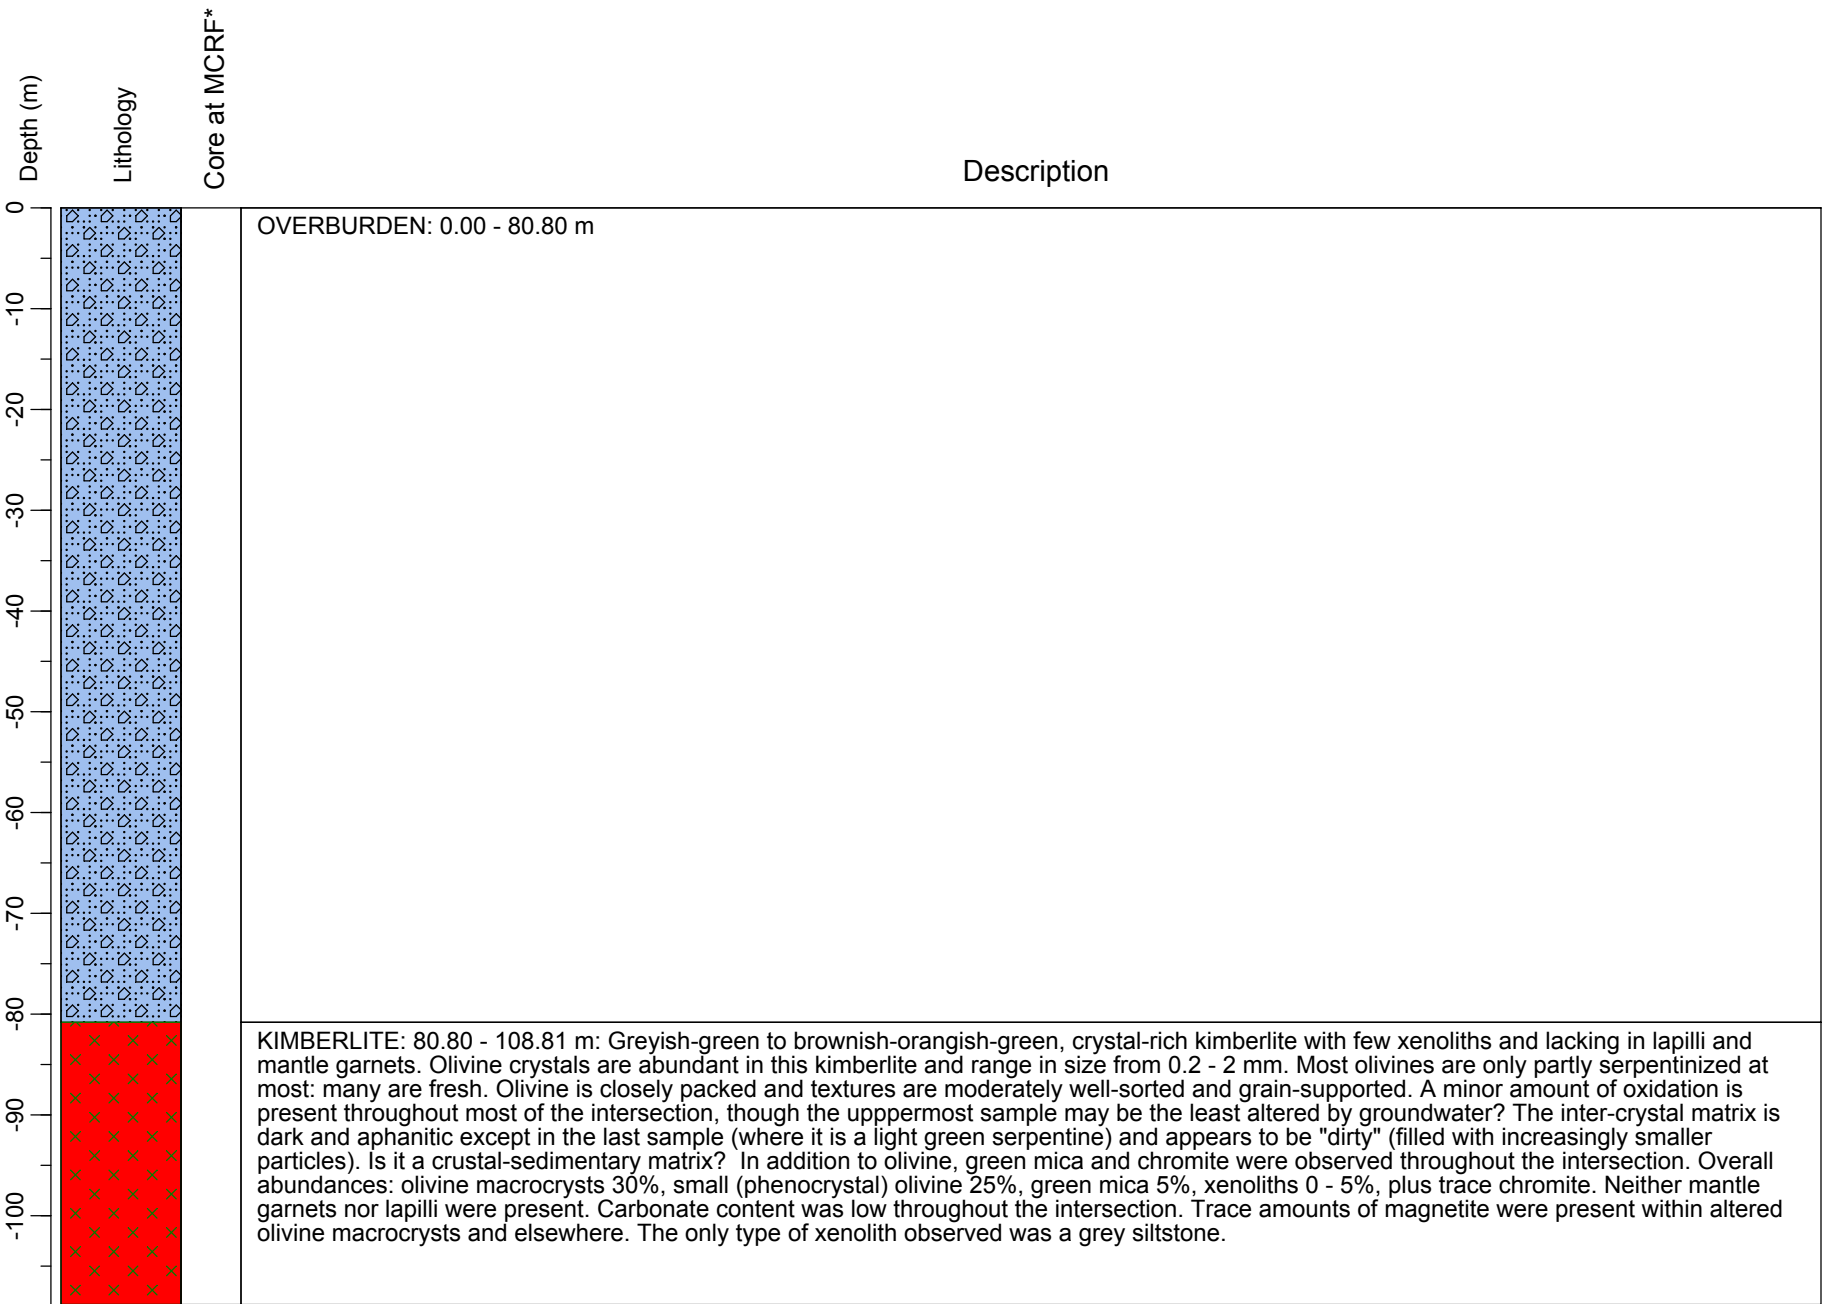 Depth (m)
Lithology
Core at MCRF*
Description
0
OVERBURDEN: 0.00 - 80.80 m
-10
-20
-30
-40
-50
-60
-70
-80
KIMBERLITE: 80.80 - 108.81 m: Greyish-green to brownish-orangish-green, crystal-rich kimberlite with few xenoliths and lacking in lapilli and
mantle garnets. Olivine crystals are abundant in this kimberlite and range in size from 0.2 - 2 mm. Most olivines are only partly serpentinized at
most: many are fresh. Olivine is closely packed and textures are moderately well-sorted and grain-supported. A minor amount of oxidation is
present throughout most of the intersection, though the upppermost sample may be the least altered by groundwater? The inter-crystal matrix is
dark and aphanitic except in the last sample (where it is a light green serpentine) and appears to be "dirty" (filled with increasingly smaller
particles). Is it a crustal-sedimentary matrix?  In addition to olivine, green mica and chromite were observed throughout the intersection. Overall
abundances: olivine macrocrysts 30%, small (phenocrystal) olivine 25%, green mica 5%, xenoliths 0 - 5%, plus trace chromite. Neither mantle
garnets nor lapilli were present. Carbonate content was low throughout the intersection. Trace amounts of magnetite were present within altered
olivine macrocrysts and elsewhere. The only type of xenolith observed was a grey siltstone.
-90
-100